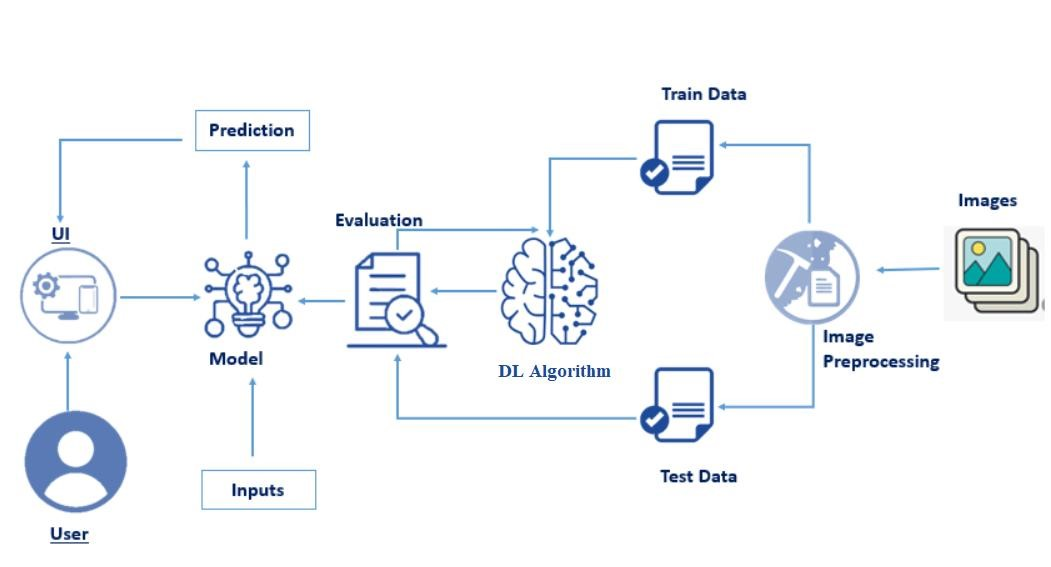 Train Data
Prediction
Images
Evaluation
UI
Image
Preprocessing
Model
DL Algorithm
Test Data
Inputs
User